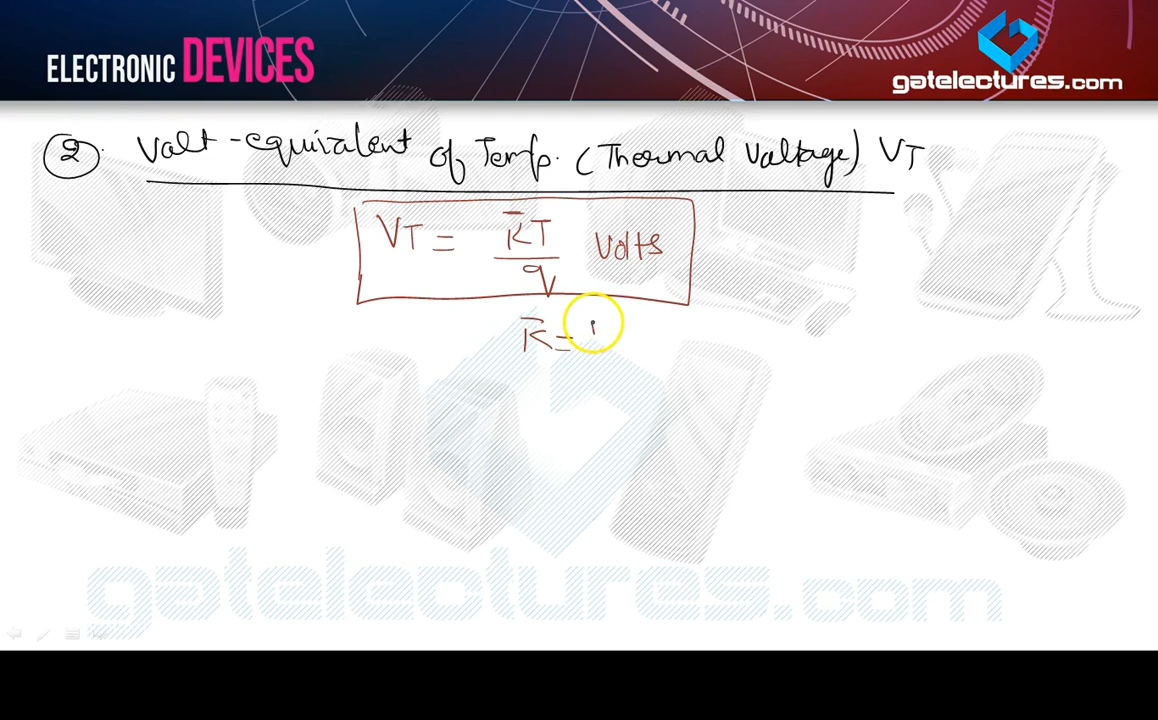 ELECTRONIC DEVICES
gatelectures.com
2. Volt-equivalent of Temp. (Thermal Voltage) VT
VT = K̄T/q Volts
K̄ =
gatelectures.com